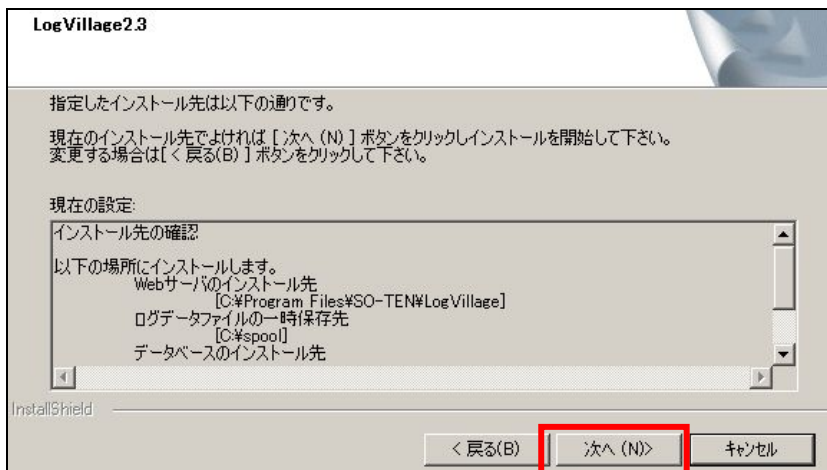 LogVillage2.3
指定したインストール先は以下の通りです。
現在のインストール先でよければ [ 次へ (N) ] ボタンをクリックしインストールを開始して下さい。
変更する場合は[ < 戻る(B) ] ボタンをクリックして下さい。
現在の設定:
インストール先の確認
以下の場所にインストールします。
Webサーバのインストール先
[C:¥Program Files¥SO-TEN¥LogVillage]
ログデータファイルの一時保存先
[C:¥spool]
データベースのインストール先
InstallShield
< 戻る(B) 次へ (N)> キャンセル